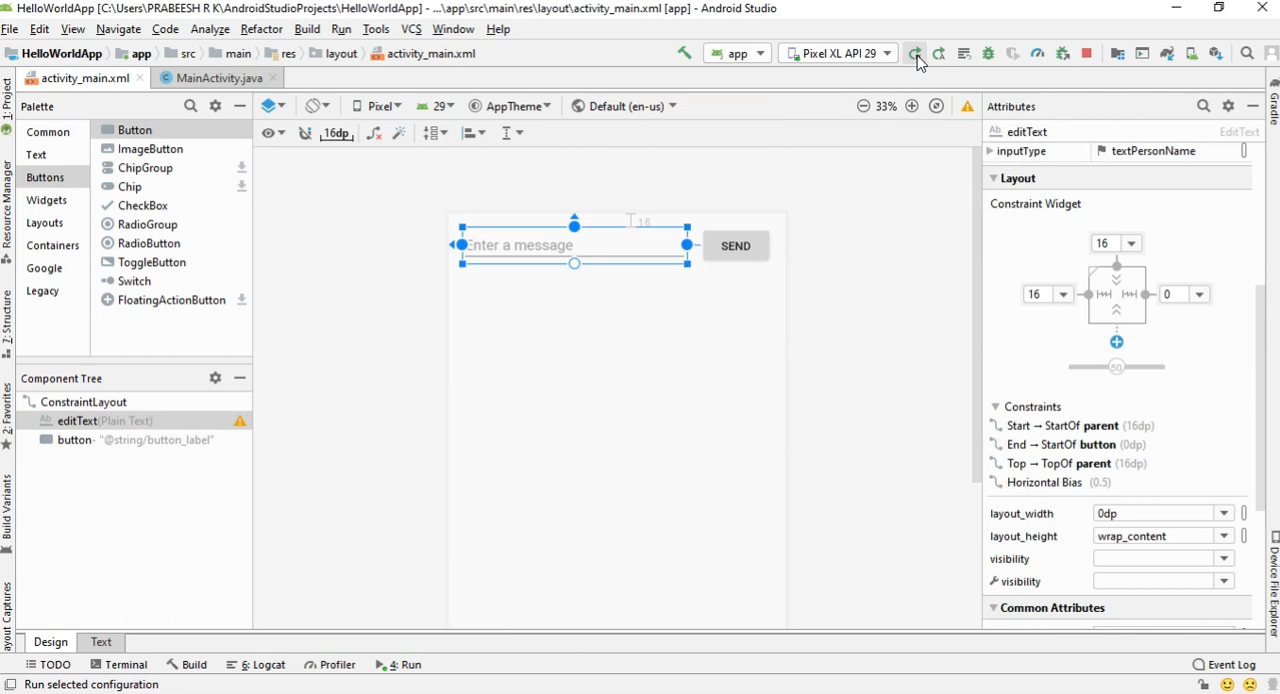 HelloWorldApp [C:\Users\PRABEESH R K\AndroidStudioProjects\HelloWorldApp] - ...\app\src\main\res\layout\activity_main.xml [app] - Android Studio
File Edit View Navigate Code Analyze Refactor Build Run Tools VCS Window Help
HelloWorldApp app src main res layout activity_main.xml app Pixel XL API 29
activity_main.xml MainActivity.java
Palette Pixel 29 AppTheme Default (en-us) 33% Attributes
16dp
Ab editText EditText
inputType textPersonName
Common
Text
Buttons
Widgets
Layouts
Containers
Google
Legacy
Button
ImageButton
ChipGroup
Chip
CheckBox
RadioGroup
RadioButton
ToggleButton
Switch
FloatingActionButton
Component Tree
ConstraintLayout
Ab editText(Plain Text)
button- "@string/button_label"
16
Enter a message SEND
Layout
Constraint Widget
16
16 0
50
Constraints
Start → StartOf parent (16dp)
End → StartOf button (0dp)
Top → TopOf parent (16dp)
Horizontal Bias (0.5)
layout_width 0dp
layout_height wrap_content
visibility
visibility
Common Attributes
1: Project
Resource Manager
7: Structure
2: Favorites
Build Variants
ayout Captures
Gradle
Device File Explorer
Design Text
TODO Terminal Build 6: Logcat Profiler 4: Run Event Log
Run selected configuration